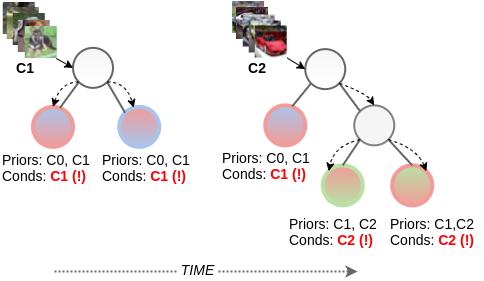 C1
C2
Priors: C0, C1
Conds: C1 (!)
Priors: C0, C1
Conds: C1 (!)
Priors: C0, C1
Conds: C1 (!)
Priors: C1, C2
Conds: C2 (!)
Priors: C1,C2
Conds: C2 (!)
TIME